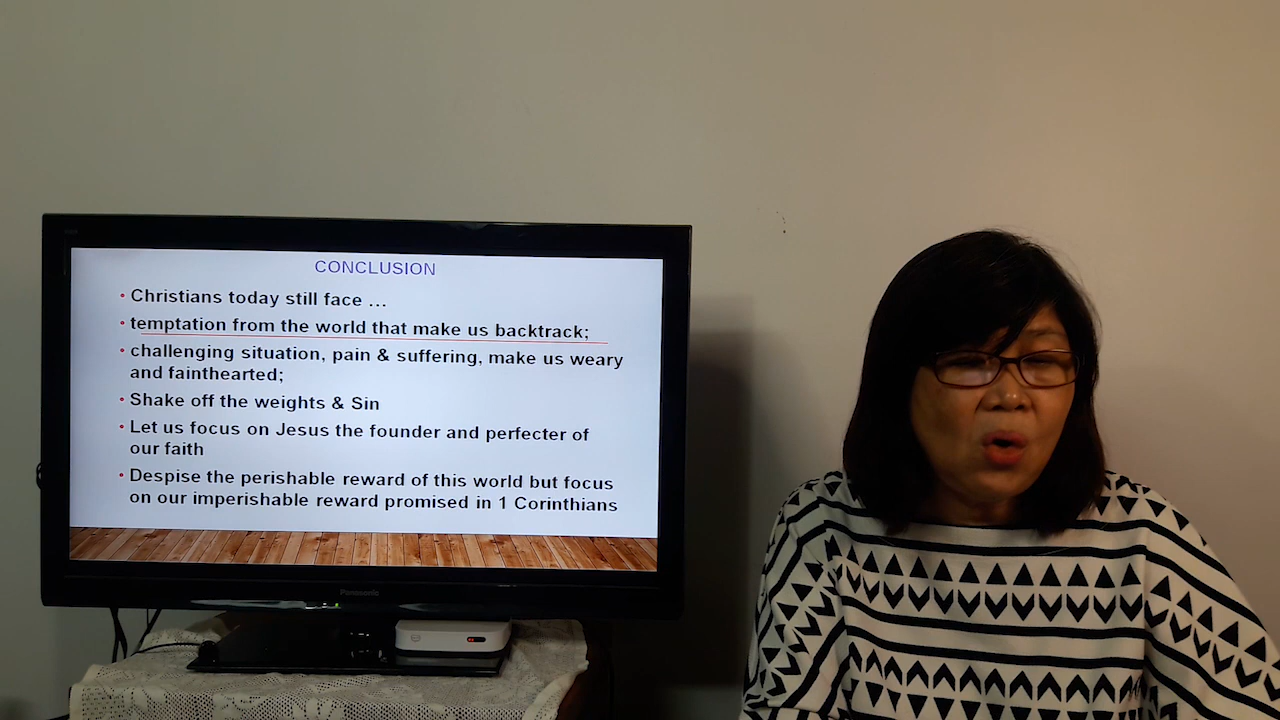 CONCLUSION
• Christians today still face ...
• temptation from the world that make us backtrack;
• challenging situation, pain & suffering, make us weary
and fainthearted;
• Shake off the weights & Sin
• Let us focus on Jesus the founder and perfecter of
our faith
• Despise the perishable reward of this world but focus
on our imperishable reward promised in 1 Corinthians
Panasonic